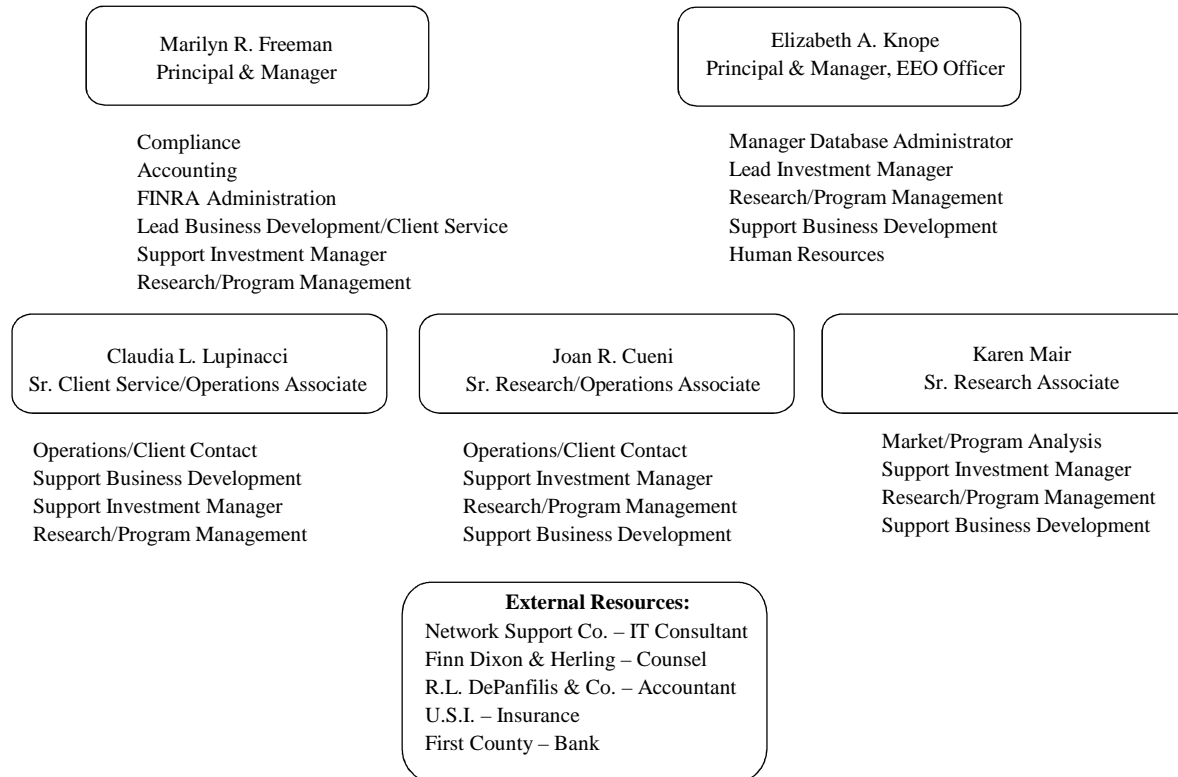 Marilyn R. Freeman
Principal & Manager
Elizabeth A. Knope
Principal & Manager, EEO Officer
Compliance
Accounting
FINRA Administration
Lead Business Development/Client Service
Support Investment Manager
Research/Program Management
Manager Database Administrator
Lead Investment Manager
Research/Program Management
Support Business Development
Human Resources
Claudia L. Lupinacci
Sr. Client Service/Operations Associate
Joan R. Cueni
Sr. Research/Operations Associate
Karen Mair
Sr. Research Associate
Operations/Client Contact
Support Business Development
Support Investment Manager
Research/Program Management
Operations/Client Contact
Support Investment Manager
Research/Program Management
Support Business Development
Market/Program Analysis
Support Investment Manager
Research/Program Management
Support Business Development
External Resources:
Network Support Co. – IT Consultant
Finn Dixon & Herling – Counsel
R.L. DePanfilis & Co. – Accountant
U.S.I. – Insurance
First County – Bank